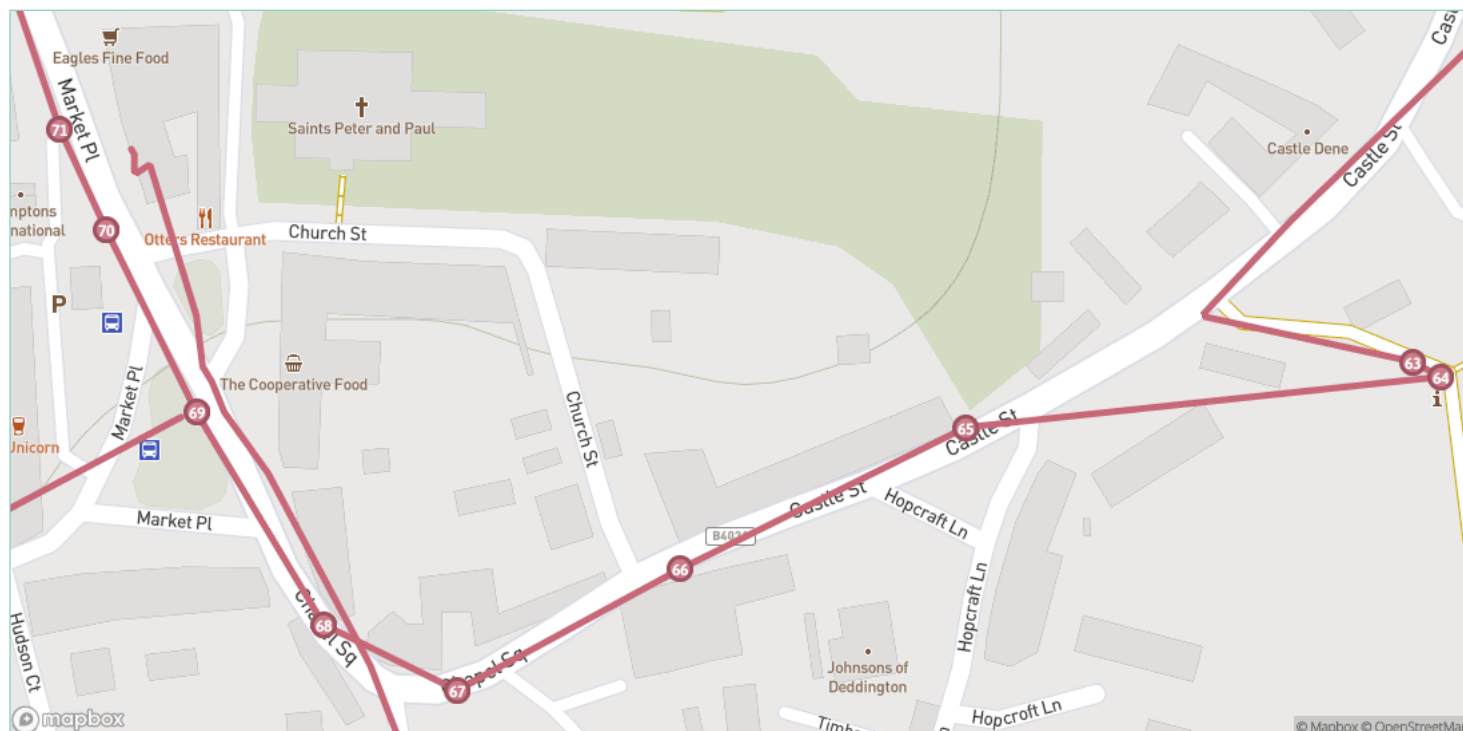 Eagles Fine Food
Market Pl
71
Saints Peter and Paul
Castle Dene
Castle St
nptons
national
70
Otters Restaurant
Church St
P
63
64
i
The Cooperative Food
Market Pl
69
Unicorn
Church St
65
Castle St
Castle St
Hopcraft Ln
Market Pl
B4031
66
Hopcraft Ln
68
Chapel Sq
Hudson Ct
67
Chapel Sq
Johnsons of
Deddington
Hopcroft Ln
mapbox
© Mapbox © OpenStreetMa